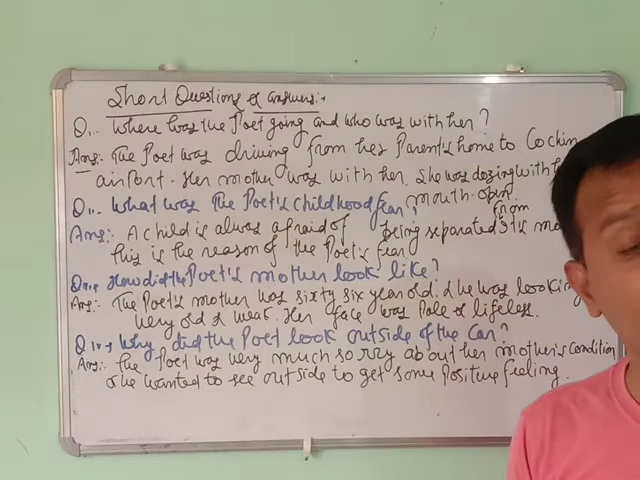 Short Questions & answers:-
Q1.. Where was the Poet going and who was with her?
Ans:- The Poet was driving from her Parent's home to Cochin
airport. Her mother was with her. She was dozing with
mouth open.
Q11.. What was the Poet's childhood fear?
from
Ans:- A child is always afraid of being separated its
this is the reason of the Poet's fear
How did the Poet's mother look like?
Ans:- The Poet's mother was sixty six year old. She was looking
very old & weak. Her face was Pale & lifeless.
Why did the Poet look outside of the Car?
Ans:- The Poet was very much sorry about her mother's Condition
& she wanted to see outside to get some Positive feeling.